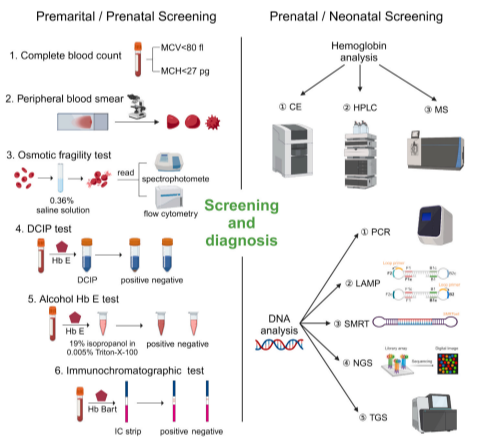 Premarital / Prenatal Screening
1. Complete blood count
MCV<80 fl
MCH<27 pg
2. Peripheral blood smear
3. Osmotic fragility test
read
spectrophotomete
flow cytometry
0.36%
saline solution
4. DCIP test
Hb E
DCIP
positive negative
5. Alcohol Hb E test
Hb E
19% isopropanol in
0.005% Triton-X-100
positive negative
6. Immunochromatographic test
Hb Bart
IC strip
positive negative
Screening
and
diagnosis
Prenatal / Neonatal Screening
Hemoglobin
analysis
① CE
② HPLC
③ MS
DNA
analysis
① PCR
② LAMP
③ SMRT
④ NGS
Library array
Sequencing
Digital image
⑤ TGS